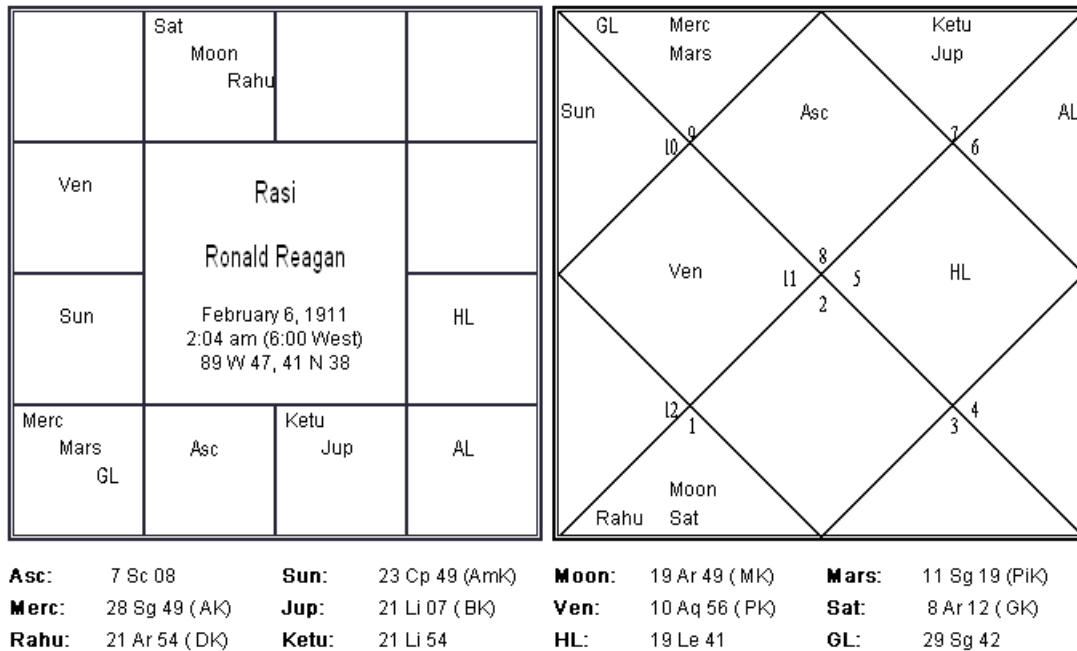 Sat
Moon
Rahu
Ven
Rasi
Ronald Reagan
Sun
February 6, 1911
2:04 am (6:00 West)
89 W 47, 41 N 38
HL
Merc
Mars
GL
Asc
Ketu
Jup
AL
GL Merc Ketu
Mars Jup
Sun Asc AL
9 7
10 6
Ven 8 HL
11 5
2
12 4
1 3
Moon
Rahu Sat
Asc: 7 Sc 08 Sun: 23 Cp 49 (AmK) Moon: 19 Ar 49 (MK) Mars: 11 Sg 19 (PiK)
Merc: 28 Sg 49 (AK) Jup: 21 Li 07 (BK) Ven: 10 Aq 56 (PK) Sat: 8 Ar 12 (GK)
Rahu: 21 Ar 54 (DK) Ketu: 21 Li 54 HL: 19 Le 41 GL: 29 Sg 42